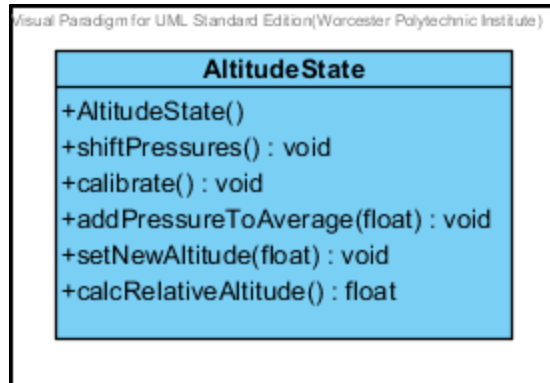 Visual Paradigm for UML Standard Edition(Worcester Polytechnic Institute)
AltitudeState
+AltitudeState()
+shiftPressures() : void
+calibrate() : void
+addPressureToAverage(float) : void
+setNewAltitude(float) : void
+calcRelativeAltitude() : float